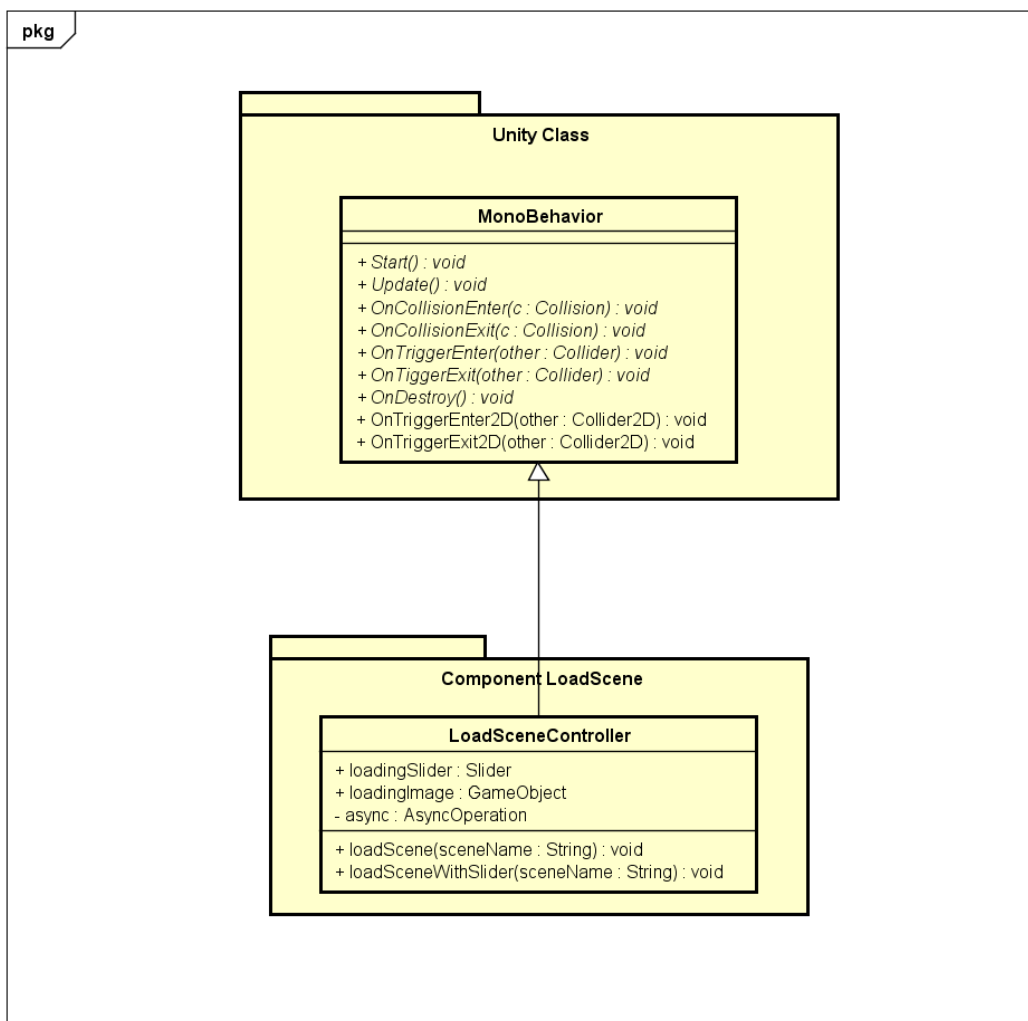 pkg
Unity Class
MonoBehavior
+ Start() : void
+ Update() : void
+ OnCollisionEnter(c : Collision) : void
+ OnCollisionExit(c : Collision) : void
+ OnTriggerEnter(other : Collider) : void
+ OnTiggerExit(other : Collider) : void
+ OnDestroy() : void
+ OnTriggerEnter2D(other : Collider2D) : void
+ OnTriggerExit2D(other : Collider2D) : void
Component LoadScene
LoadSceneController
+ loadingSlider : Slider
+ loadingImage : GameObject
- async : AsyncOperation
+ loadScene(sceneName : String) : void
+ loadSceneWithSlider(sceneName : String) : void